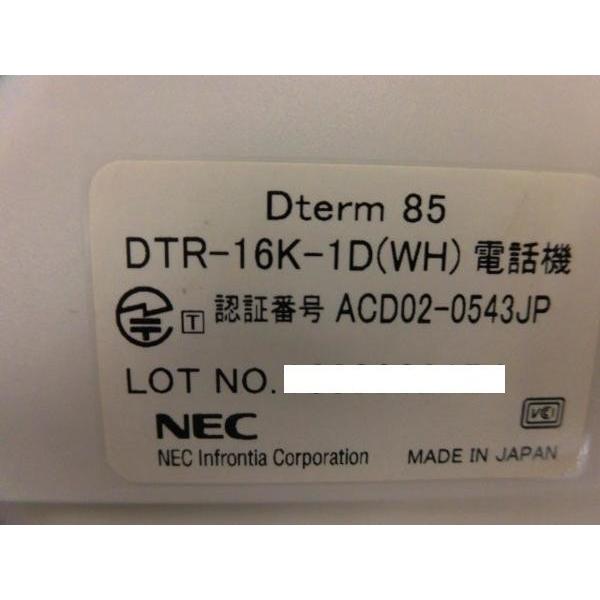 Dterm 85
DTR-16K-1D(WH) 電話機
T 認証番号 ACD02-0543JP
LOT NO.
NEC
VCI
NEC Infrontia Corporation MADE IN JAPAN